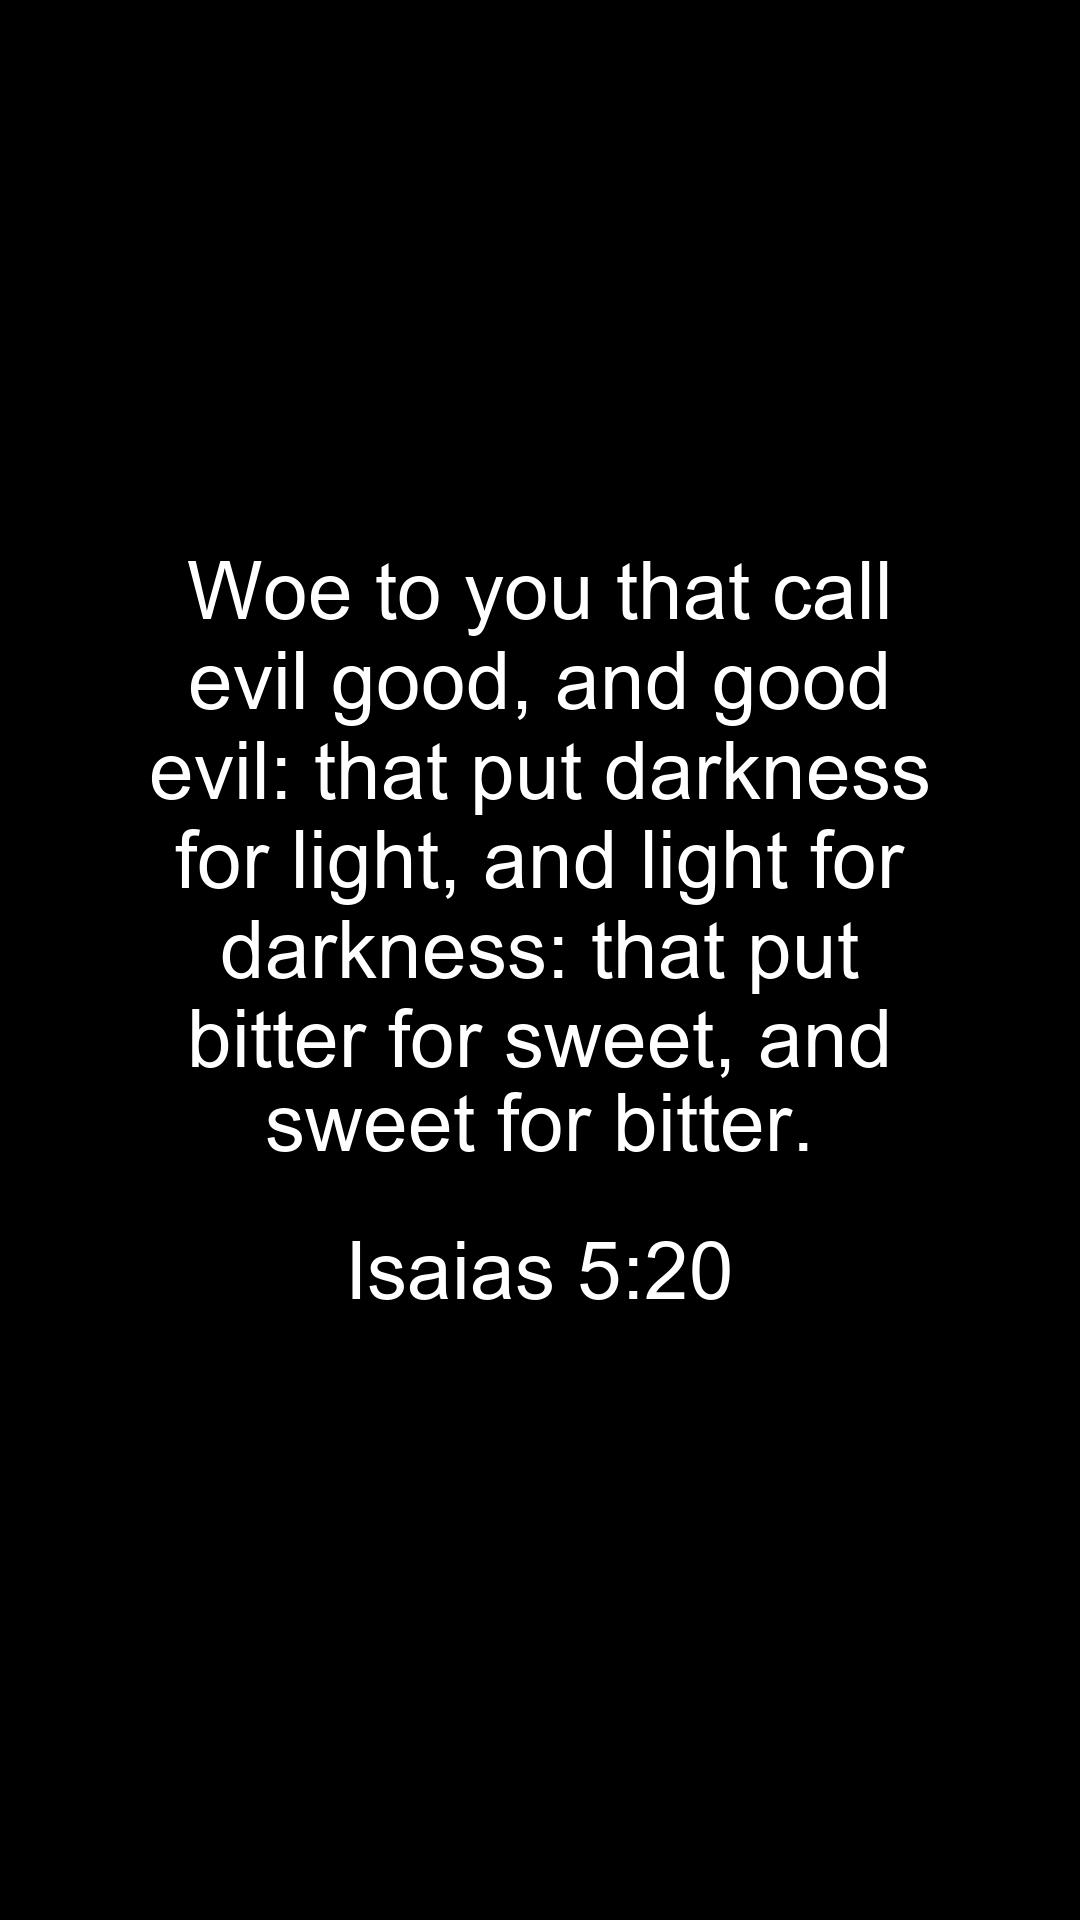 Woe to you that call
evil good, and good
evil: that put darkness
for light, and light for
darkness: that put
bitter for sweet, and
sweet for bitter.
Isaias 5:20